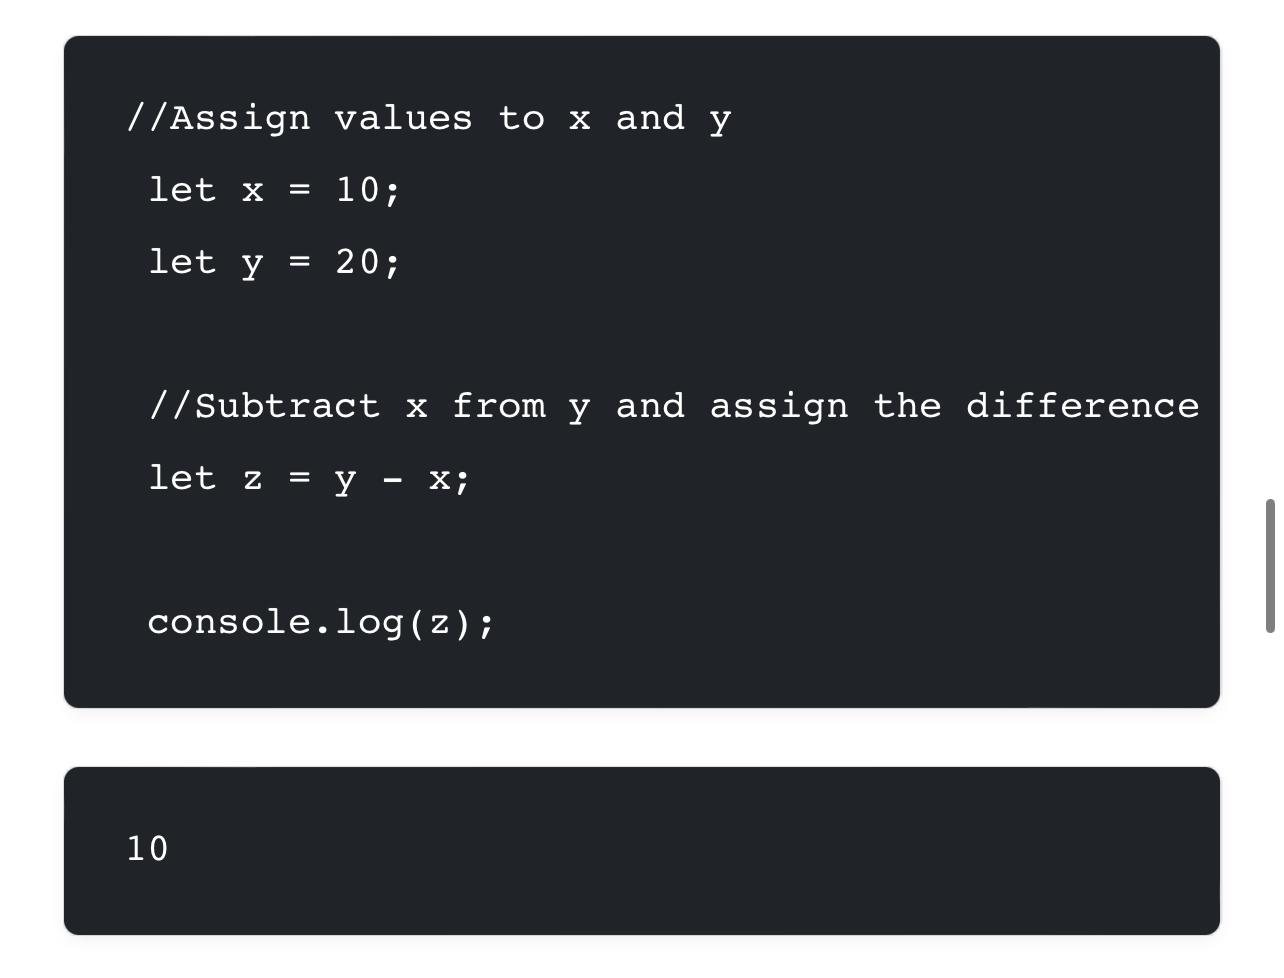 //Assign values to x and y
let x = 10;
let y = 20;
//Subtract x from y and assign the difference
let z = y - x;
console.log(z);
10